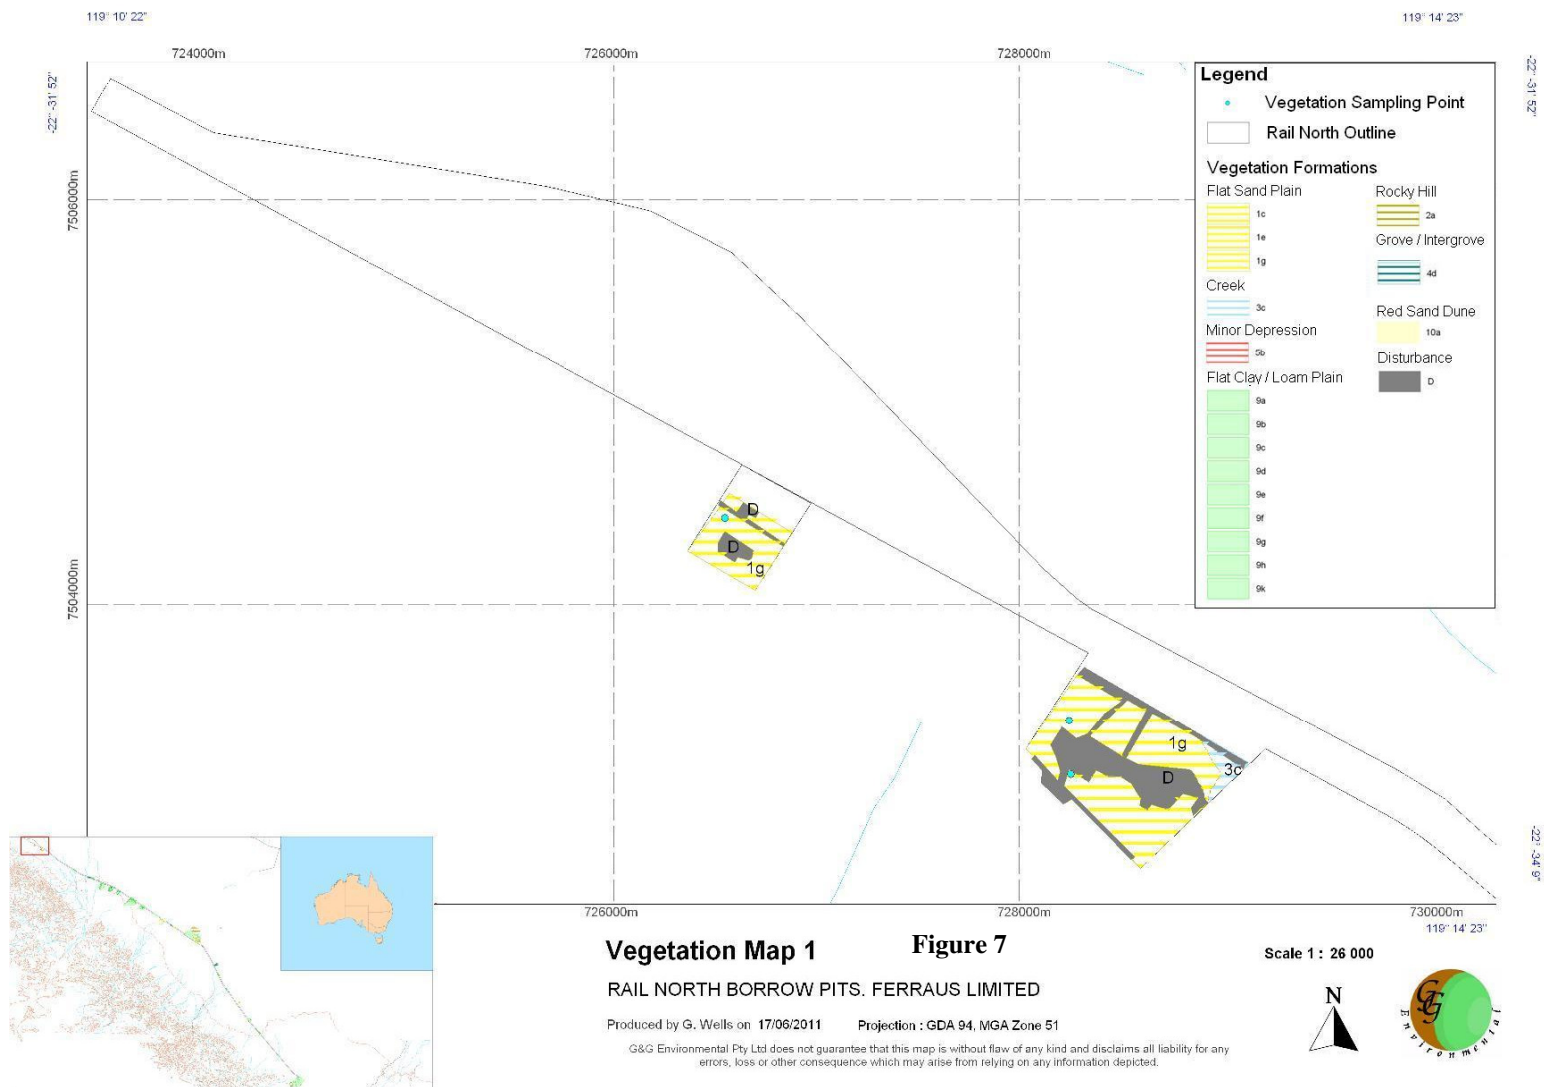 119° 10' 22"
119° 14' 23"
724000m
726000m
728000m
-22° -31' 52"
-22° -31' 52"
7506000m
7504000m
Legend
Vegetation Sampling Point
Rail North Outline
Vegetation Formations
Flat Sand Plain
1c
1e
1g
Creek
3c
Minor Depression
5b
Flat Clay / Loam Plain
9a
9b
9c
9d
9e
9f
9g
9h
9k
Rocky Hill
2a
Grove / Intergrove
4d
Red Sand Dune
10a
Disturbance
D
D
D
1g
1g
3c
D
-22° -34' 9"
726000m
728000m
730000m
119° 14' 23"
Vegetation Map 1
Figure 7
Scale 1 : 26 000
RAIL NORTH BORROW PITS. FERRAUS LIMITED
Produced by G. Wells on 17/06/2011
Projection : GDA 94, MGA Zone 51
G&G Environmental Pty Ltd does not guarantee that this map is without flaw of any kind and disclaims all liability for any
errors, loss or other consequence which may arise from relying on any information depicted.
N
G&G
Environmental